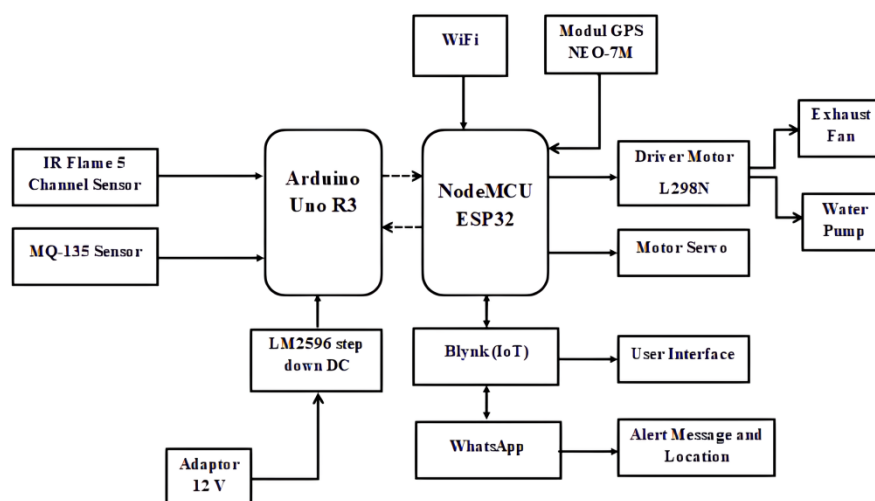 WiFi
Modul GPS
NEO-7M
Exhaust
Fan
IR Flame 5
Channel Sensor
Arduino
Uno R3
NodeMCU
ESP32
Driver Motor
L298N
Water
Pump
MQ-135 Sensor
Motor Servo
LM2596 step
down DC
Blynk (IoT)
User Interface
Adaptor
12 V
WhatsApp
Alert Message and
Location